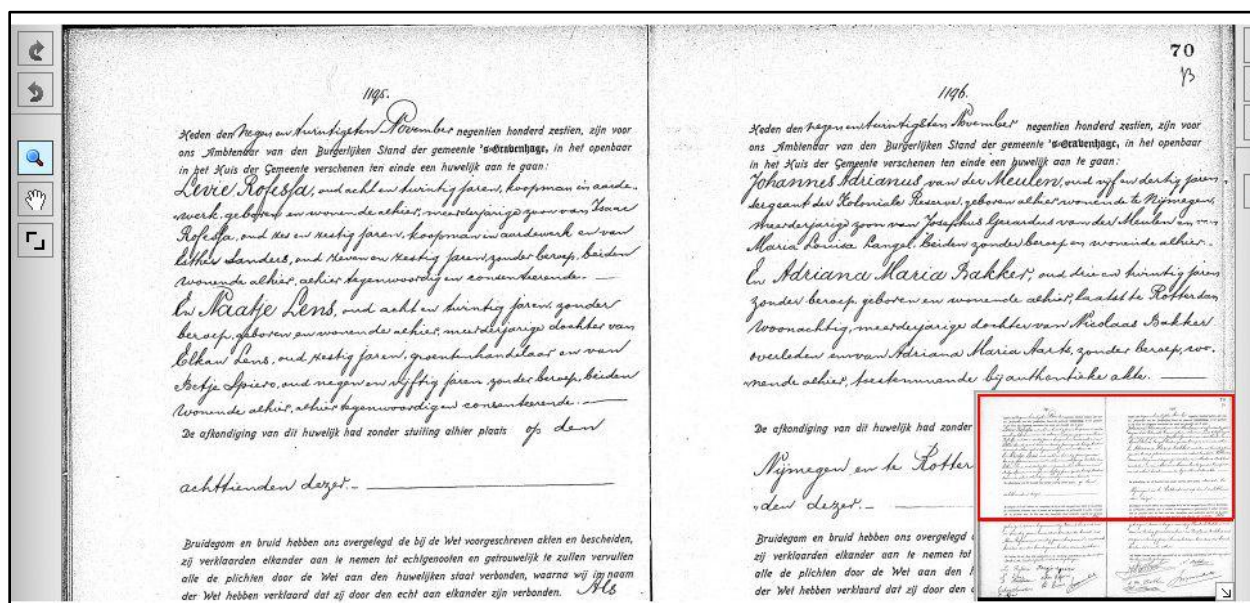 1195.
Heden den negen en twintigsten November negentien honderd zestien, zijn voor
ons Ambtenaar van den Burgerlijken Stand der gemeente 's-Gravenhage, in het openbaar
in het Huis der Gemeente verschenen ten einde een huwelijk aan te gaan:
Levie Rofessa, oud acht en twintig jaren, koopman in aarde-
werk, geboren en wonende alhier, meerderjarige zoon van Isaac
Rofessa, oud zes en zestig jaren, koopman in aardewerk en van
Esther Sanders, oud zeven en zestig jaren, zonder beroep, beiden
wonende alhier, alhier tegenwoordig en consenteerende. —
En Naatje Lens, oud acht en twintig jaren, zonder
beroep, geboren en wonende alhier, meerderjarige dochter van
Elkan Lens, oud zestig jaren, groentenhandelaar en van
Betje Spiero, oud negen en vijftig jaren, zonder beroep, beiden
wonende alhier, alhier tegenwoordig en consenteerende. —
De afkondiging van dit huwelijk had zonder stuiting alhier plaats op den
achttienden dezer. —
Bruidegom en bruid hebben ons overgelegd de bij de Wet voorgeschreven akten en bescheiden,
zij verklaarden elkander aan te nemen tot echtgenooten en getrouwelijk te zullen vervullen
alle de plichten door de Wet aan den huwelijken staat verbonden, waarna wij in naam
der Wet hebben verklaard dat zij door den echt aan elkander zijn verbonden. Als
70
1196.
Heden den negen en twintigsten November negentien honderd zestien, zijn voor
ons Ambtenaar van den Burgerlijken Stand der gemeente 's-Gravenhage, in het openbaar
in het Huis der Gemeente verschenen ten einde een huwelijk aan te gaan:
Johannes Adrianus van der Meulen, oud vijf en dertig jaren
sergeant der Koloniale Reserve, geboren alhier, wonende te Nijmegen,
meerderjarige zoon van Josephus Gerardus van der Meulen en van
Maria Louisa Langel, beiden zonder beroep en wonende alhier. -
En Adriana Maria Bakker, oud drie en twintig jaren
zonder beroep, geboren en wonende alhier, laatst te Rotterdam
woonachtig, meerderjarige dochter van Nicolaas Bakker
overleden en van Adriana Maria Aarts, zonder beroep, wo-
nende alhier, toestemmende bij authentieke akte. —
De afkondiging van dit huwelijk had zonder
Nijmegen en te Rotter
den dezer. —
Bruidegom en bruid hebben ons overgelegd
zij verklaarden elkander aan te nemen tot
alle de plichten door de Wet aan den
der Wet hebben verklaard dat zij door den